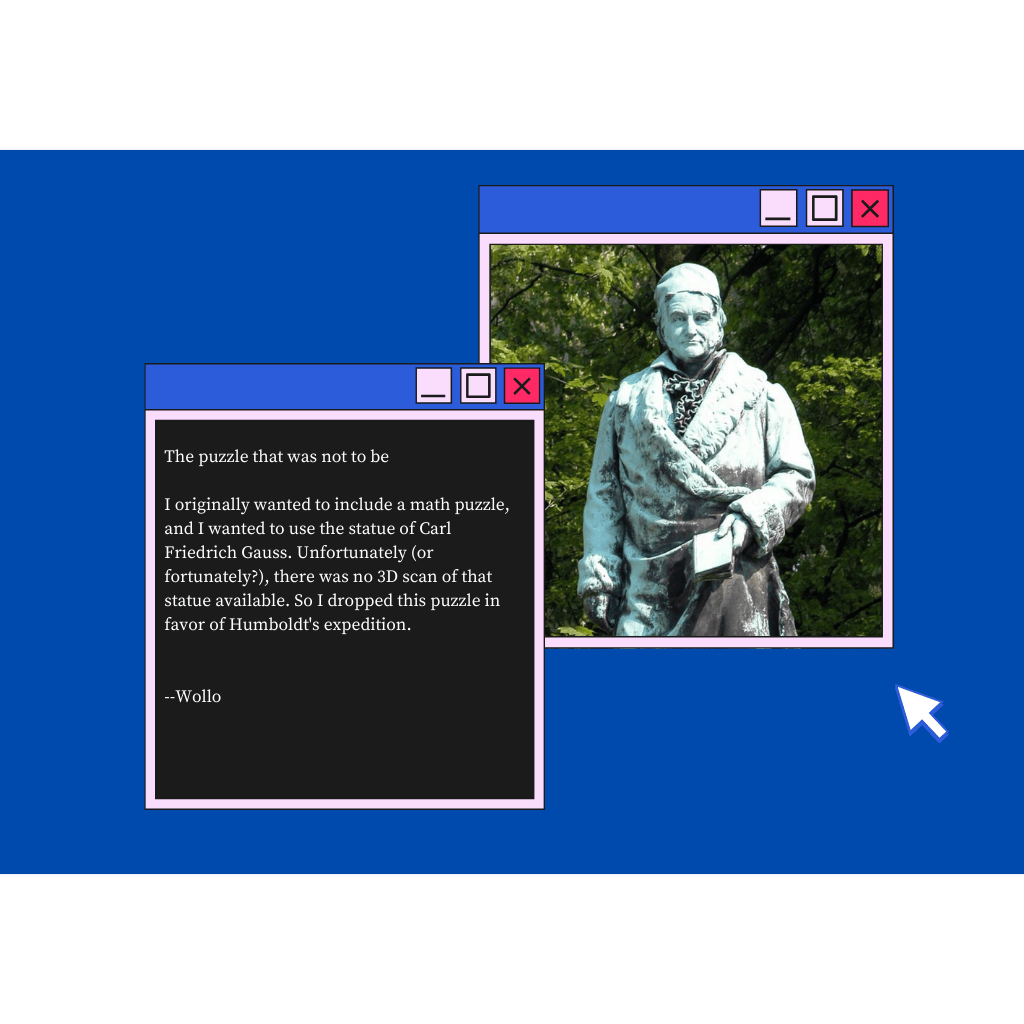 The puzzle that was not to be
I originally wanted to include a math puzzle,
and I wanted to use the statue of Carl
Friedrich Gauss. Unfortunately (or
fortunately?), there was no 3D scan of that
statue available. So I dropped this puzzle in
favor of Humboldt's expedition.
--Wollo